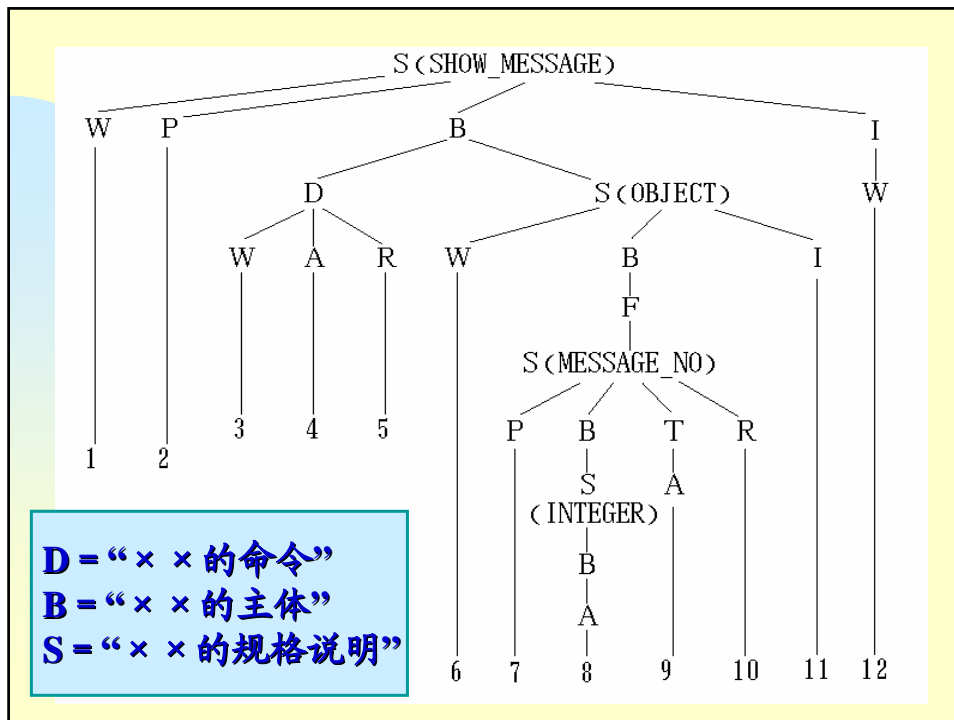 S(SHOW_MESSAGE)
W P B I
D S(OBJECT) W
W A R W B I
F
S(MESSAGE_NO)
3 4 5 P B T R
1 2
S A
(INTEGER)
B
A
6 7 8 9 10 11 12
D=“××的命令”
B=“××的主体”
S=“××的规格说明”